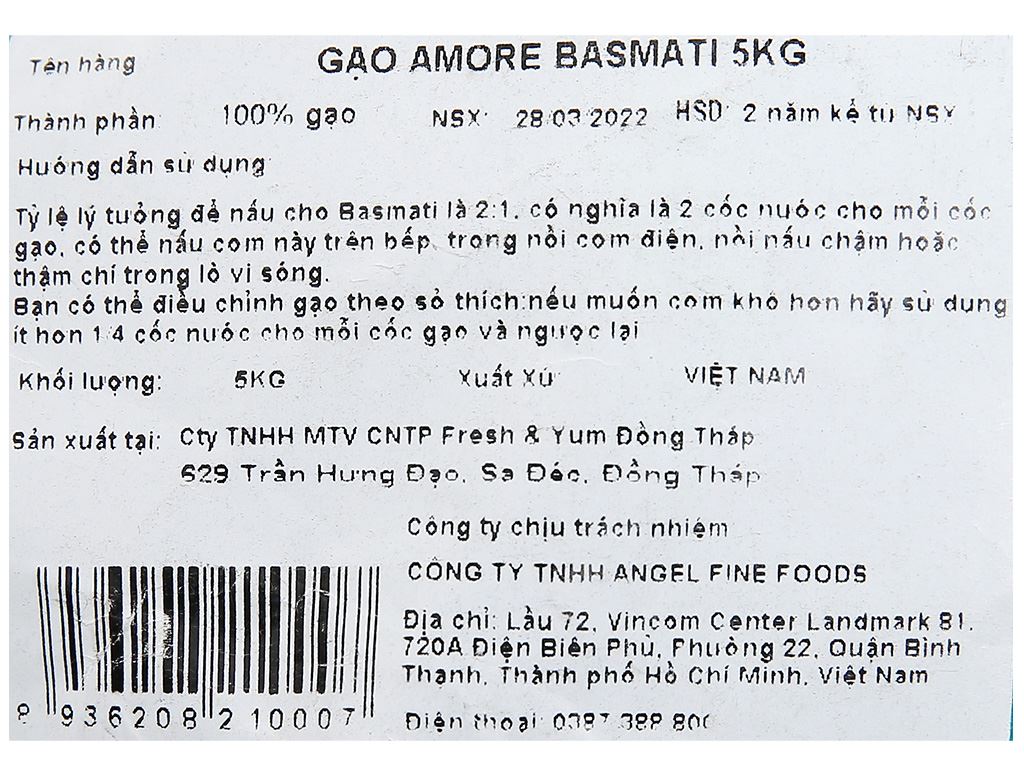 Tên hàng GẠO AMORE BASMATI 5KG
Thành phần 100% gạo NSX: 28 03 2022 HSD: 2 năm kể từ NSX
Hướng dẫn sử dụng
Tỷ lệ lý tưởng để nấu cho Basmati là 2:1, có nghĩa là 2 cốc nước cho mỗi cốc
gạo, có thể nấu cơm này trên bếp, trong nồi cơm điện, nồi nấu chậm hoặc
thậm chí trong lò vi sóng.
Bạn có thể điều chỉnh gạo theo sở thích:nếu muốn cơm khô hơn hãy sử dụng
ít hơn 1/4 cốc nước cho mỗi cốc gạo và ngược lại
Khối lượng: 5KG Xuất Xứ VIỆT NAM
Sản xuất tại: Cty TNHH MTV CNTP Fresh & Yum Đồng Tháp
629 Trần Hưng Đạo, Sa Đéc, Đồng Tháp
Công ty chịu trách nhiệm
CÔNG TY TNHH ANGEL FINE FOODS
Địa chỉ: Lầu 72, Vincom Center Landmark 81,
720A Điện Biên Phủ, Phường 22, Quận Bình
Thạnh, Thành phố Hồ Chí Minh, Việt Nam
Điện thoại: 0387 388
8 936208 210007